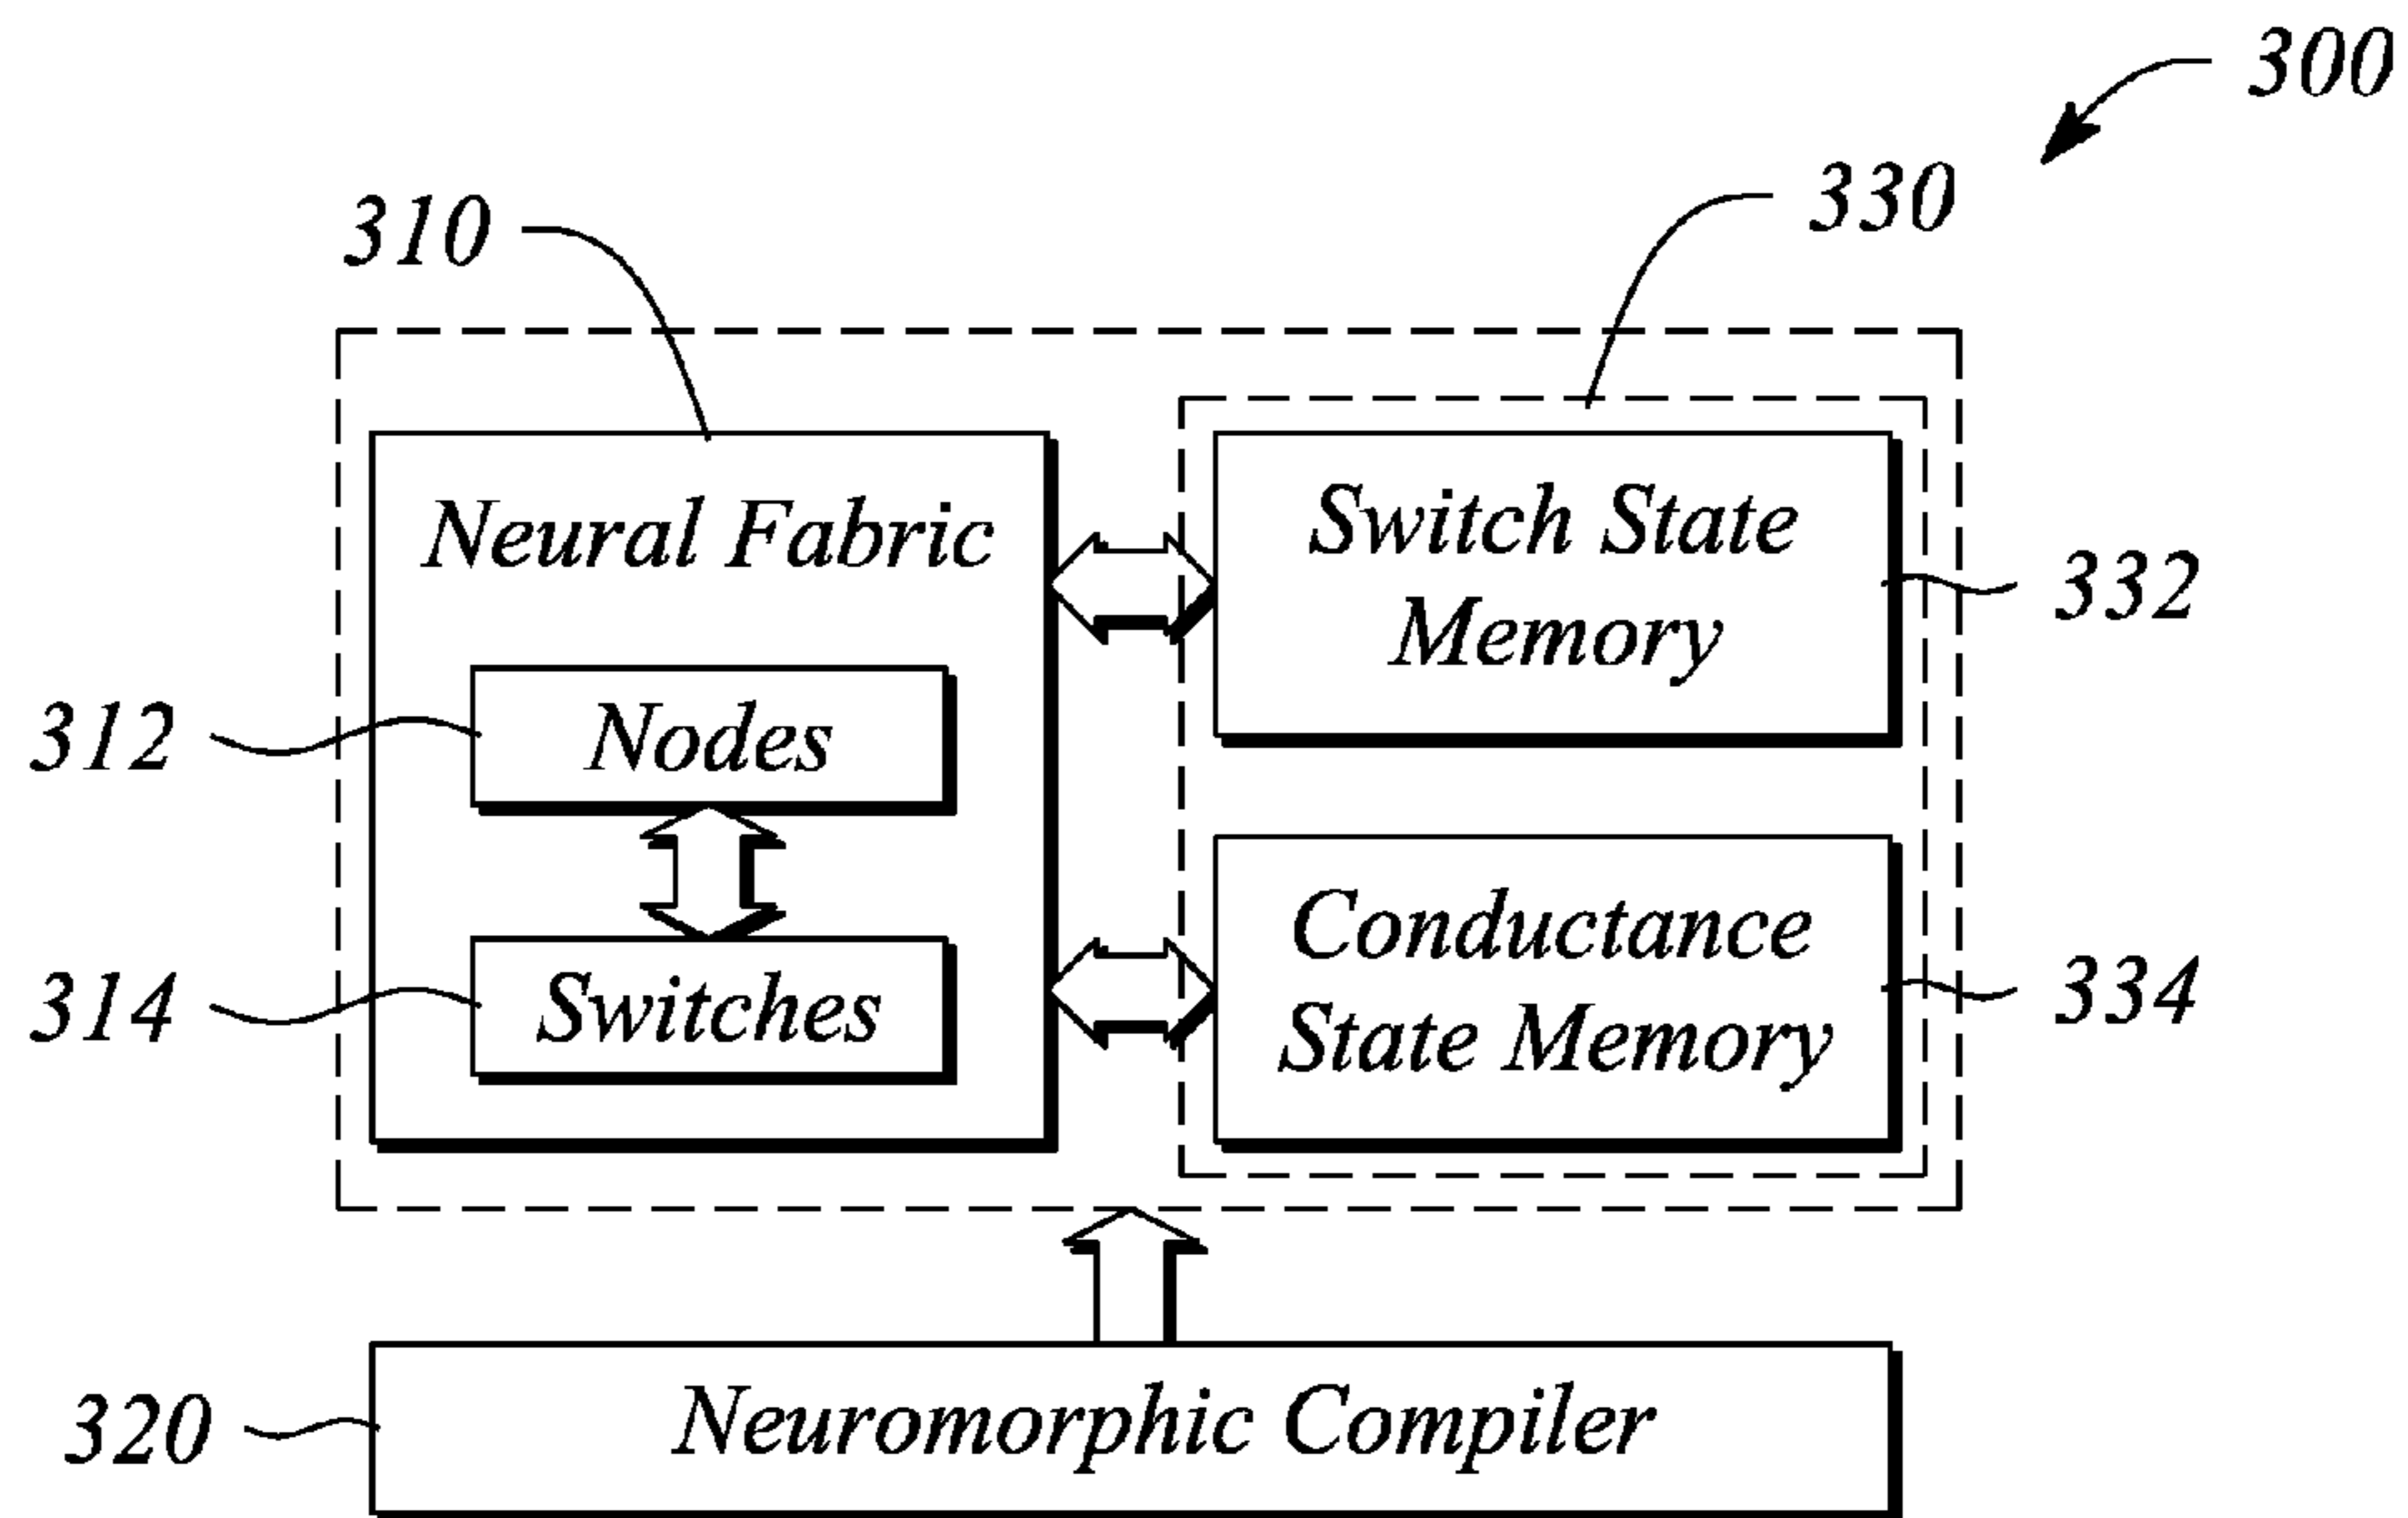 300
330
310
Neural Fabric
Switch State
Memory
332
312
Nodes
314
Switches
Conductance
State Memory
334
320
Neuromorphic Compiler